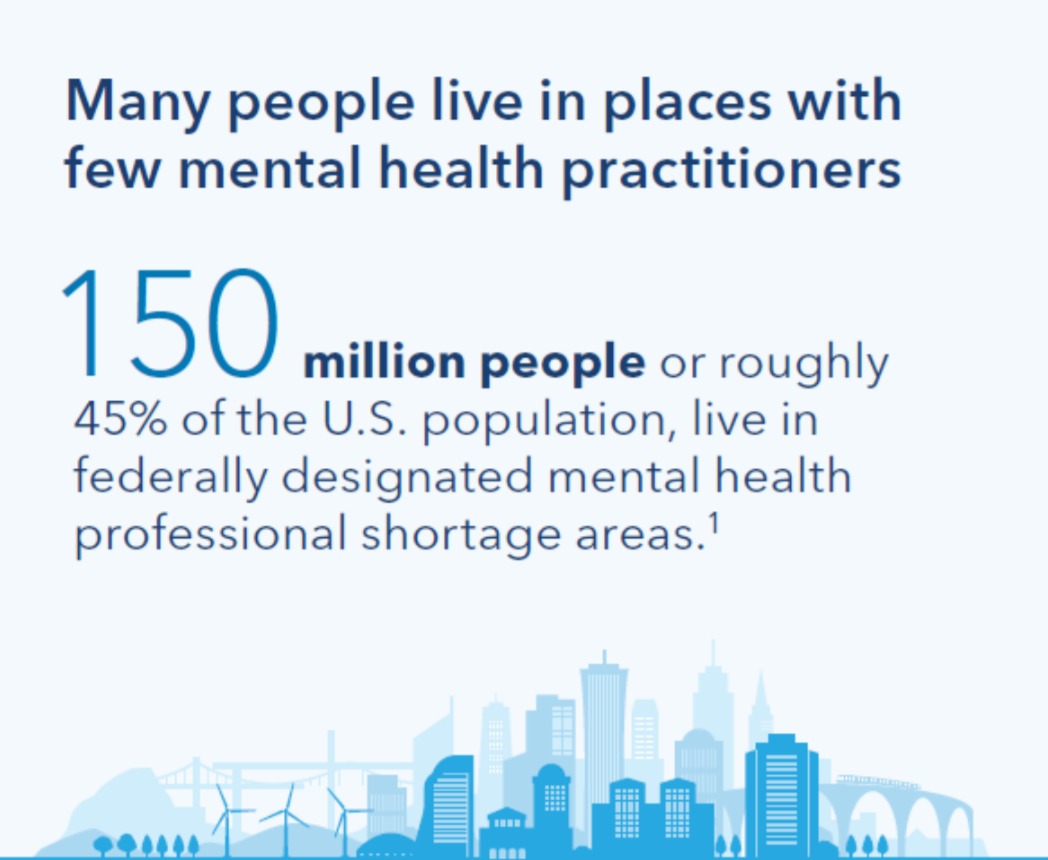 Many people live in places with
few mental health practitioners
150 million people or roughly
45% of the U.S. population, live in
federally designated mental health
professional shortage areas.¹